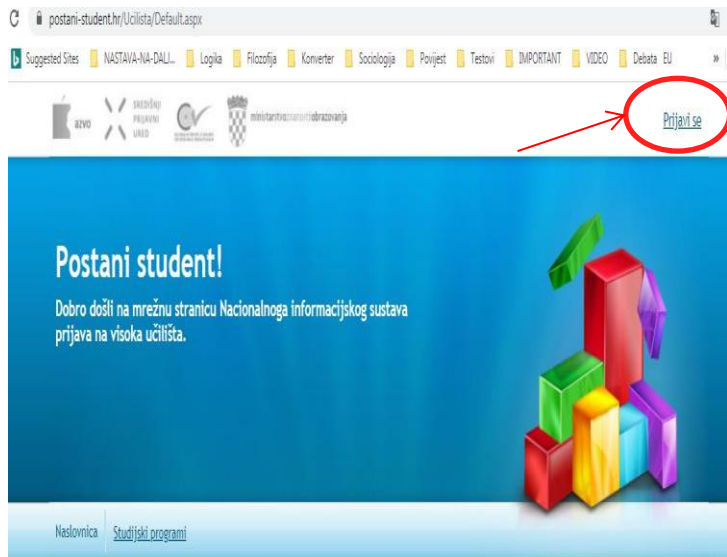 postani-student.hr/Ucilista/Default.aspx
Suggested Sites NASTAVA-NA-DALJ... Logika Filozofija Konverter Sociologija Povijest Testovi IMPORTANT VIDEO Debata EU »
azvo
SREDIŠNJI
PRIJAVNI
URED
Prijavi se
Postani student!
Dobro došli na mrežnu stranicu Nacionalnoga informacijskog sustava
prijava na visoka učilišta.
Naslovnica Studijski programi